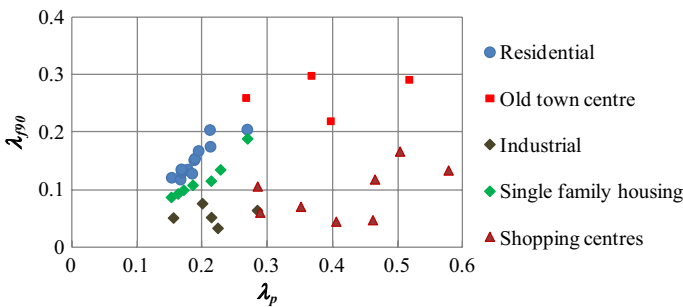 0.4
0.3
0.2
0.1
0
λf90
0 0.1 0.2 0.3 0.4 0.5 0.6
λp
Residential
Old town centre
Industrial
Single family housing
Shopping centres